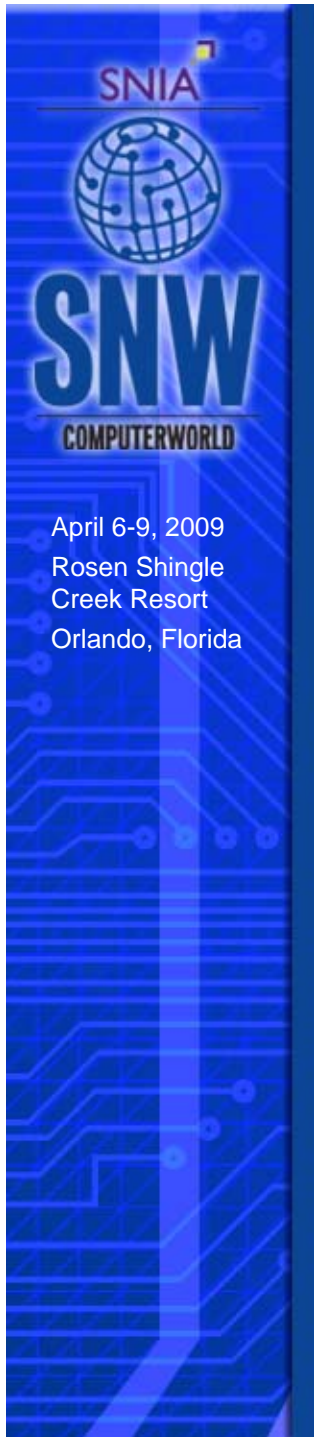 SNIA
SNW
COMPUTERWORLD
April 6-9, 2009
Rosen Shingle
Creek Resort
Orlando, Florida